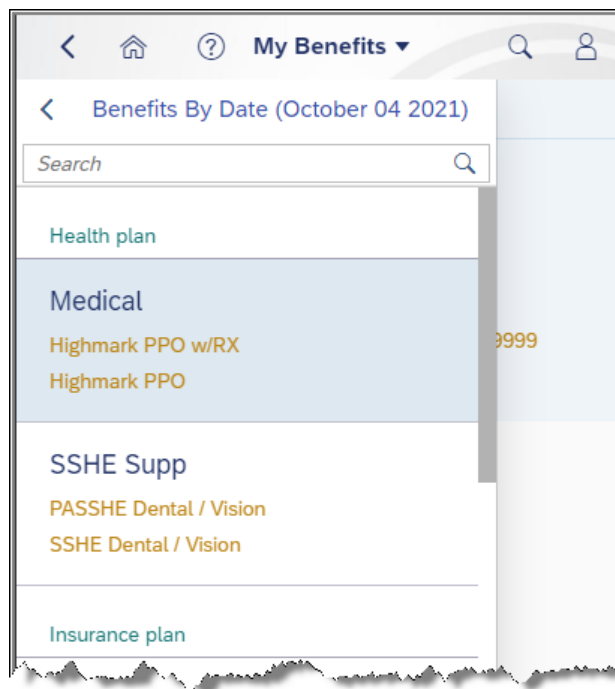 My Benefits
Benefits By Date (October 04 2021)
Search
Health plan
Medical
Highmark PPO w/RX
9999
Highmark PPO
SSHE Supp
PASSHE Dental / Vision
SSHE Dental / Vision
Insurance plan